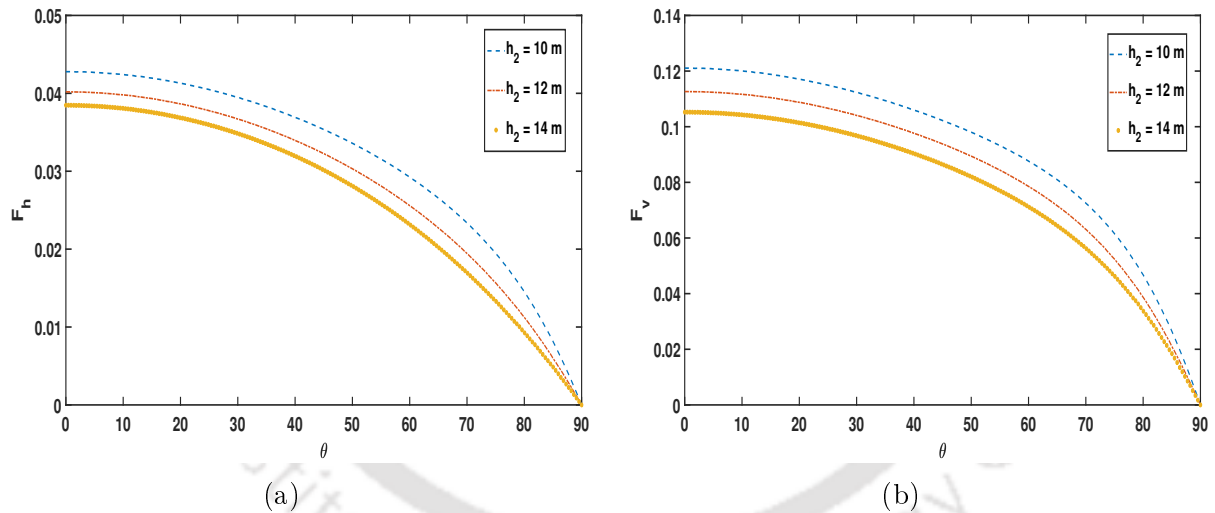 (a)
0.05
0.04
0.03
0.02
0.01
0
F_h
h_2 = 10 m
h_2 = 12 m
h_2 = 14 m
0 10 20 30 40 50 60 70 80 90
θ
(a)
(b)
0.14
0.12
0.1
0.08
0.06
0.04
0.02
0
F_v
h_2 = 10 m
h_2 = 12 m
h_2 = 14 m
0 10 20 30 40 50 60 70 80 90
θ
(b)